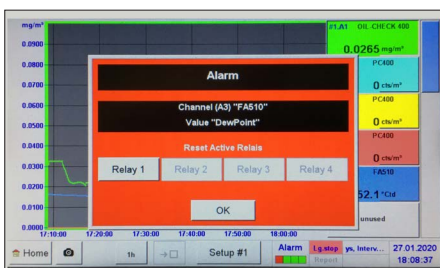 mg/m³
0.0900
0.0800
0.0700
0.0600
0.0500
0.0400
0.0300
0.0200
0.0100
0.0000
17:10:00 17:20:00 17:30:00 17:40:00 17:50:00 18:00:00
#1.A1 OIL-CHECK 400
0.0265 mg/m³
PC400
0 cts/m³
PC400
0 cts/m³
PC400
0 cts/m³
FA510
52.1 °Ctd
unused
Alarm
Channel (A3) "FA510"
Value "DewPoint"
Reset Active Relais
Relay 1 Relay 2 Relay 3 Relay 4
OK
Home 1h Setup #1 Alarm Lg.stop ys, Interv... 27.01.2020
Report 18:08:37